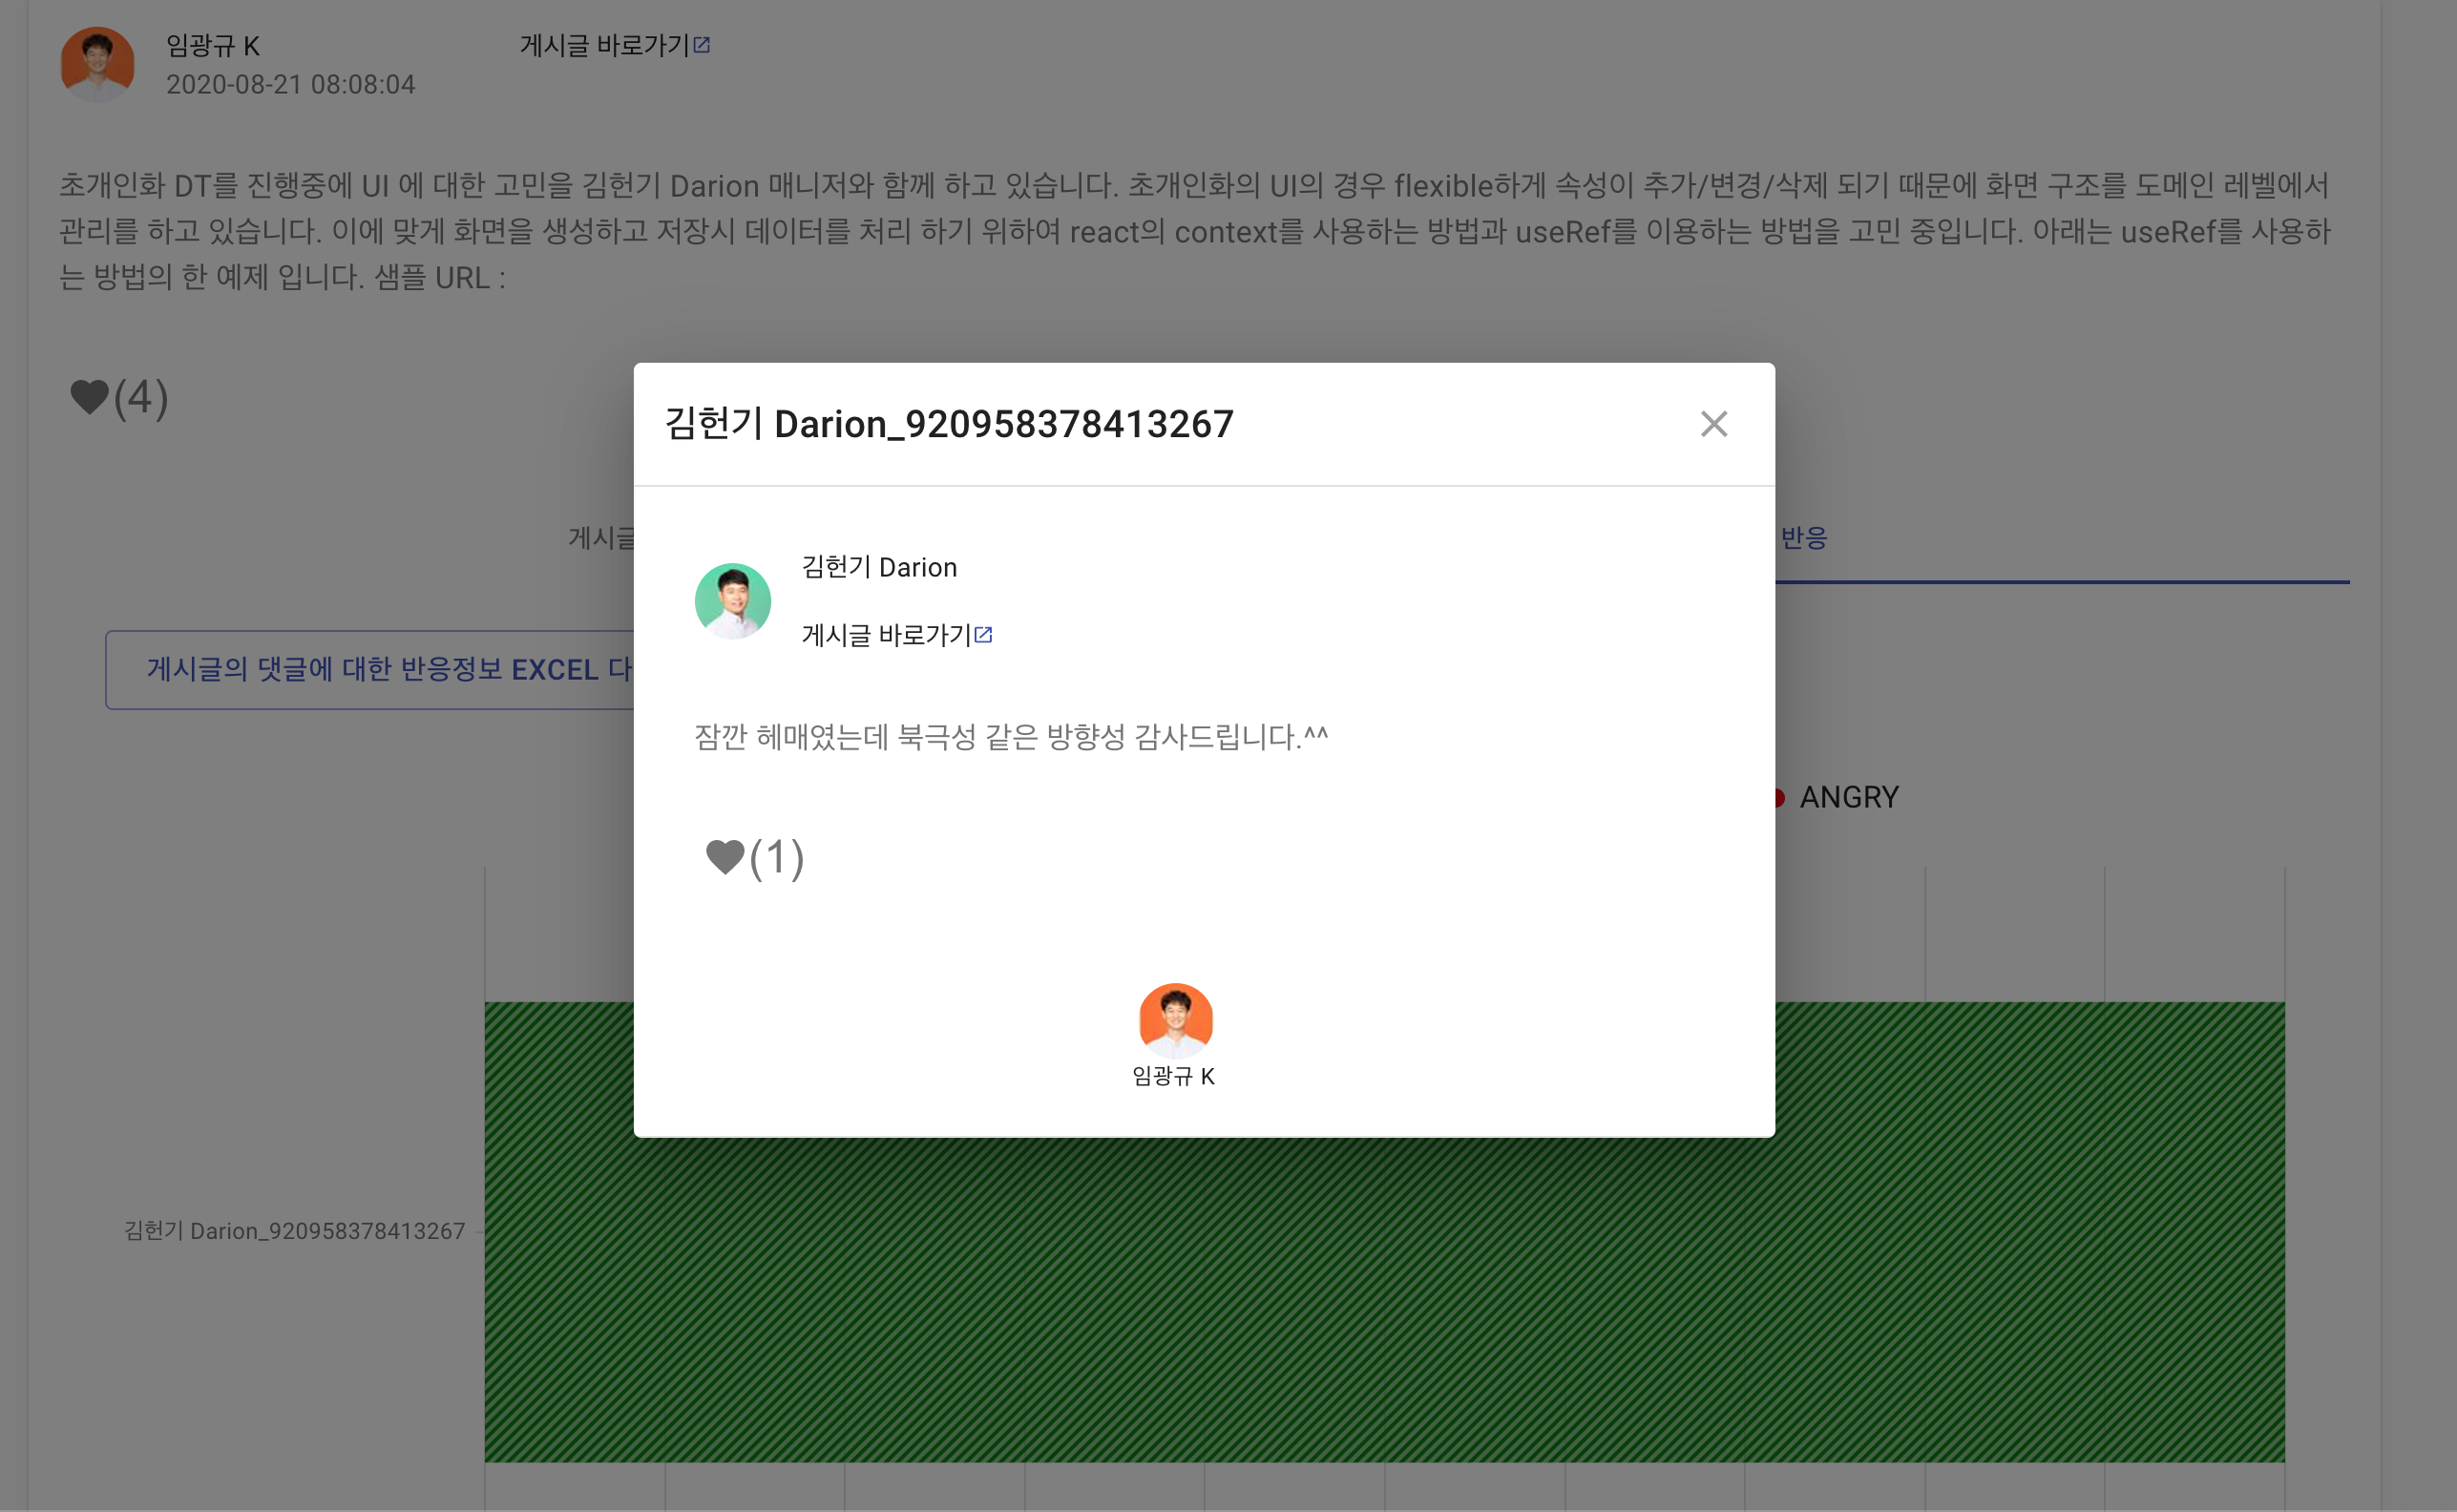 임광규 K
게시글 바로가기
2020-08-21 08:08:04
초개인화 DT를 진행중에 UI 에 대한 고민을 김헌기 Darion 매니저와 함께 하고 있습니다. 초개인화의 UI의 경우 flexible하게 속성이 추가/변경/삭제 되기 때문에 화면 구조를 도메인 레벨에서
관리를 하고 있습니다. 이에 맞게 화면을 생성하고 저장시 데이터를 처리 하기 위하여 react의 context를 사용하는 방법과 useRef를 이용하는 방법을 고민 중입니다. 아래는 useRef를 사용하
는 방법의 한 예제 입니다. 샘플 URL :
(4)
김헌기 Darion_920958378413267
게시글
반응
김헌기 Darion
게시글 바로가기
게시글의 댓글에 대한 반응정보 EXCEL 다
잠깐 헤매였는데 북극성 같은 방향성 감사드립니다.^^
ANGRY
(1)
임광규 K
김헌기 Darion_920958378413267